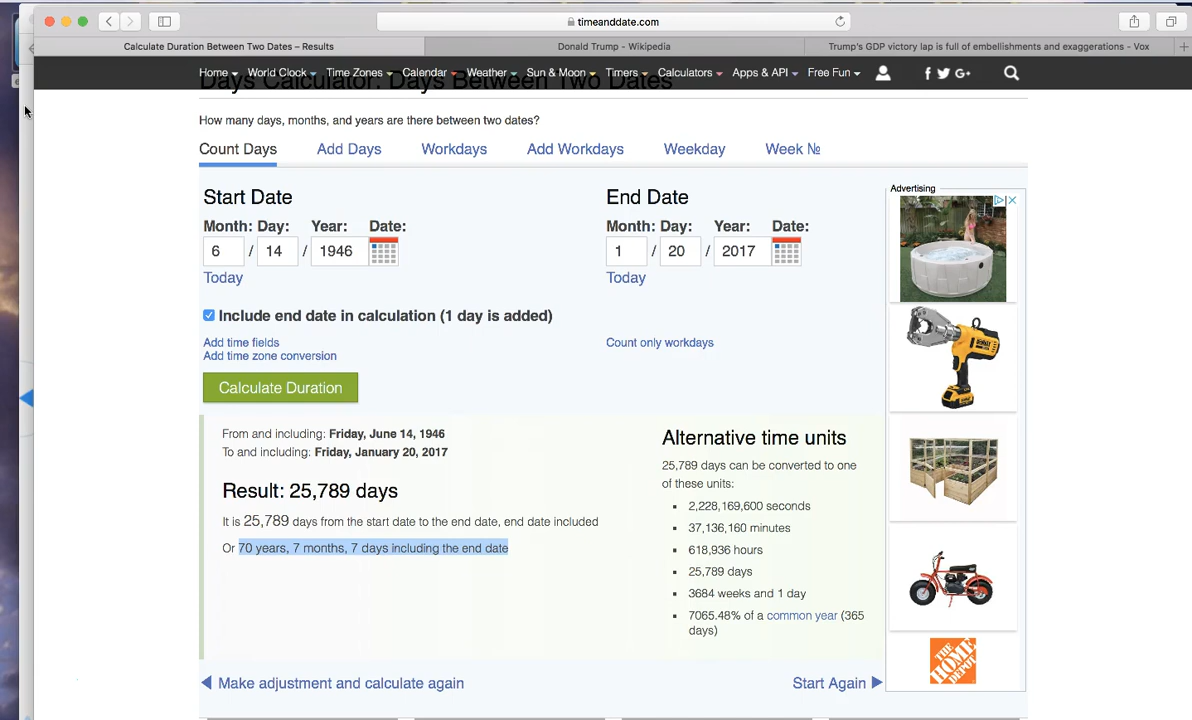 timeanddate.com
Calculate Duration Between Two Dates – Results
Donald Trump – Wikipedia
Trump's GDP victory lap is full of embellishments and exaggerations - Vox
Home World Clock Time Zones Calendar Weather Sun & Moon Timers Calculators Apps & API Free Fun
Days Calculator: Days Between Two Dates
How many days, months, and years are there between two dates?
Count Days Add Days Workdays Add Workdays Weekday Week №
Start Date
Month: Day: Year: Date:
6 / 14 / 1946
Today
End Date
Month: Day: Year: Date:
1 / 20 / 2017
Today
Include end date in calculation (1 day is added)
Add time fields
Add time zone conversion
Count only workdays
Calculate Duration
From and including: Friday, June 14, 1946
To and including: Friday, January 20, 2017
Result: 25,789 days
It is 25,789 days from the start date to the end date, end date included
Or 70 years, 7 months, 7 days including the end date
Alternative time units
25,789 days can be converted to one
of these units:
2,228,169,600 seconds
37,136,160 minutes
618,936 hours
25,789 days
3684 weeks and 1 day
7065.48% of a common year (365
days)
Make adjustment and calculate again
Start Again
Advertising
THE
HOME
DEPOT